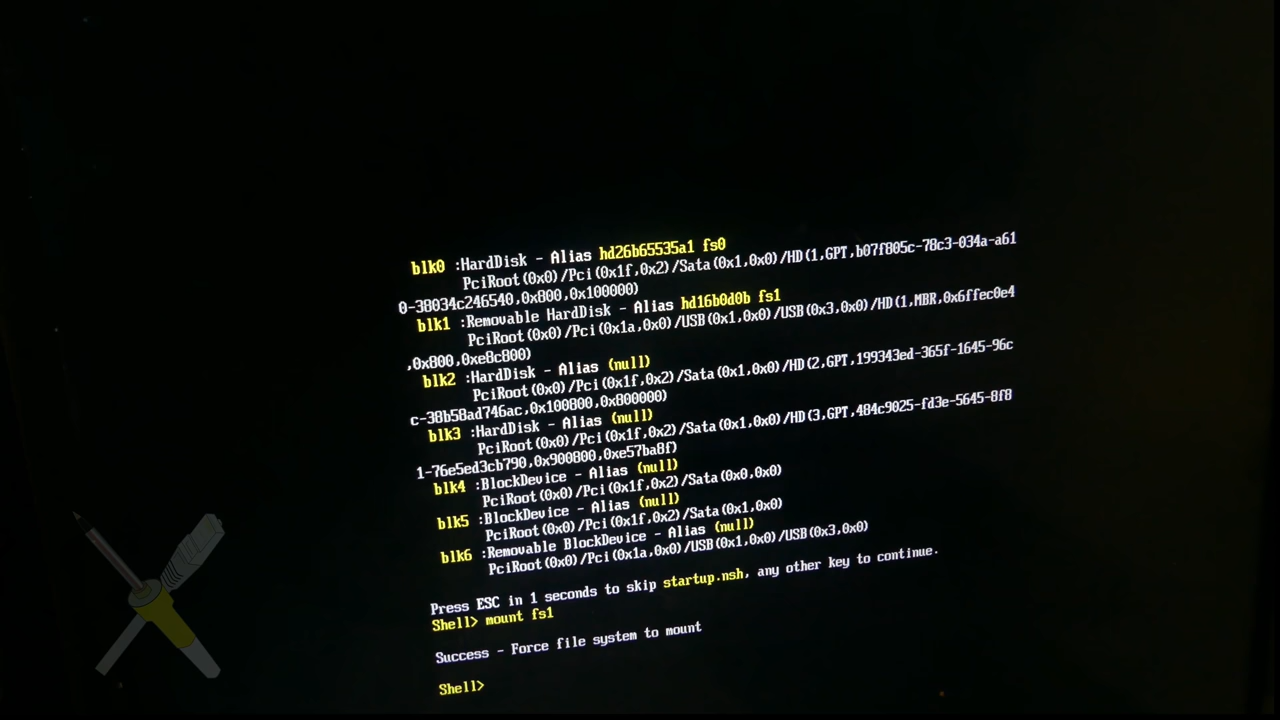 blk0 :HardDisk - Alias hd26b65535a1 fs0
PciRoot(0x0)/Pci(0x1f,0x2)/Sata(0x1,0x0)/HD(1,GPT,b07f805c-78c3-034a-a61
0-38034c246540,0x800,0x100000)
blk1 :Removable HardDisk - Alias hd16b0d0b fs1
PciRoot(0x0)/Pci(0x1a,0x0)/USB(0x1,0x0)/USB(0x3,0x0)/HD(1,MBR,0x6ffec0e4
,0x800,0xe8c800)
blk2 :HardDisk - Alias (null)
PciRoot(0x0)/Pci(0x1f,0x2)/Sata(0x1,0x0)/HD(2,GPT,199343ed-365f-1645-96c
c-38b58ad746ac,0x100800,0x800000)
blk3 :HardDisk - Alias (null)
PciRoot(0x0)/Pci(0x1f,0x2)/Sata(0x1,0x0)/HD(3,GPT,484c9025-fd3e-5645-8f8
1-76e5ed3cb790,0x900800,0xe57ba8f)
blk4 :BlockDevice - Alias (null)
PciRoot(0x0)/Pci(0x1f,0x2)/Sata(0x0,0x0)
blk5 :BlockDevice - Alias (null)
PciRoot(0x0)/Pci(0x1f,0x2)/Sata(0x1,0x0)
blk6 :Removable BlockDevice - Alias (null)
PciRoot(0x0)/Pci(0x1a,0x0)/USB(0x1,0x0)/USB(0x3,0x0)
Press ESC in 1 seconds to skip startup.nsh, any other key to continue.
Shell> mount fs1
Success - Force file system to mount
Shell>